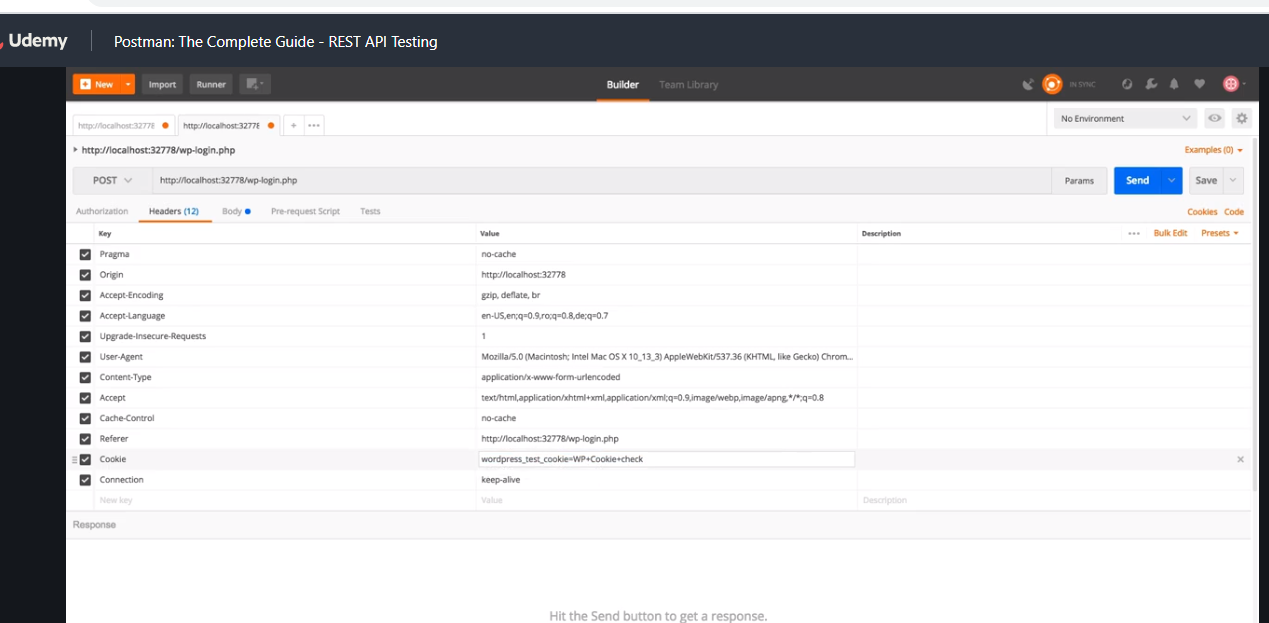 Udemy Postman: The Complete Guide - REST API Testing
New Import Runner Builder Team Library IN SYNC
http://localhost:3277 http://localhost:3277 + ••• No Environment
http://localhost:32778/wp-login.php Examples (0)
POST http://localhost:32778/wp-login.php Params Send Save
Authorization Headers (12) Body Pre-request Script Tests Cookies Code
Key Value Description ••• Bulk Edit Presets
Pragma no-cache
Origin http://localhost:32778
Accept-Encoding gzip, deflate, br
Accept-Language en-US,en;q=0.9,ro;q=0.8,de;q=0.7
Upgrade-Insecure-Requests 1
User-Agent Mozilla/5.0 (Macintosh; Intel Mac OS X 10_13_3) AppleWebKit/537.36 (KHTML, like Gecko) Chrom...
Content-Type application/x-www-form-urlencoded
Accept text/html,application/xhtml+xml,application/xml;q=0.9,image/webp,image/apng,*/*;q=0.8
Cache-Control no-cache
Referer http://localhost:32778/wp-login.php
Cookie wordpress_test_cookie=WP+Cookie+check
Connection keep-alive
New key Value Description
Response
Hit the Send button to get a response.